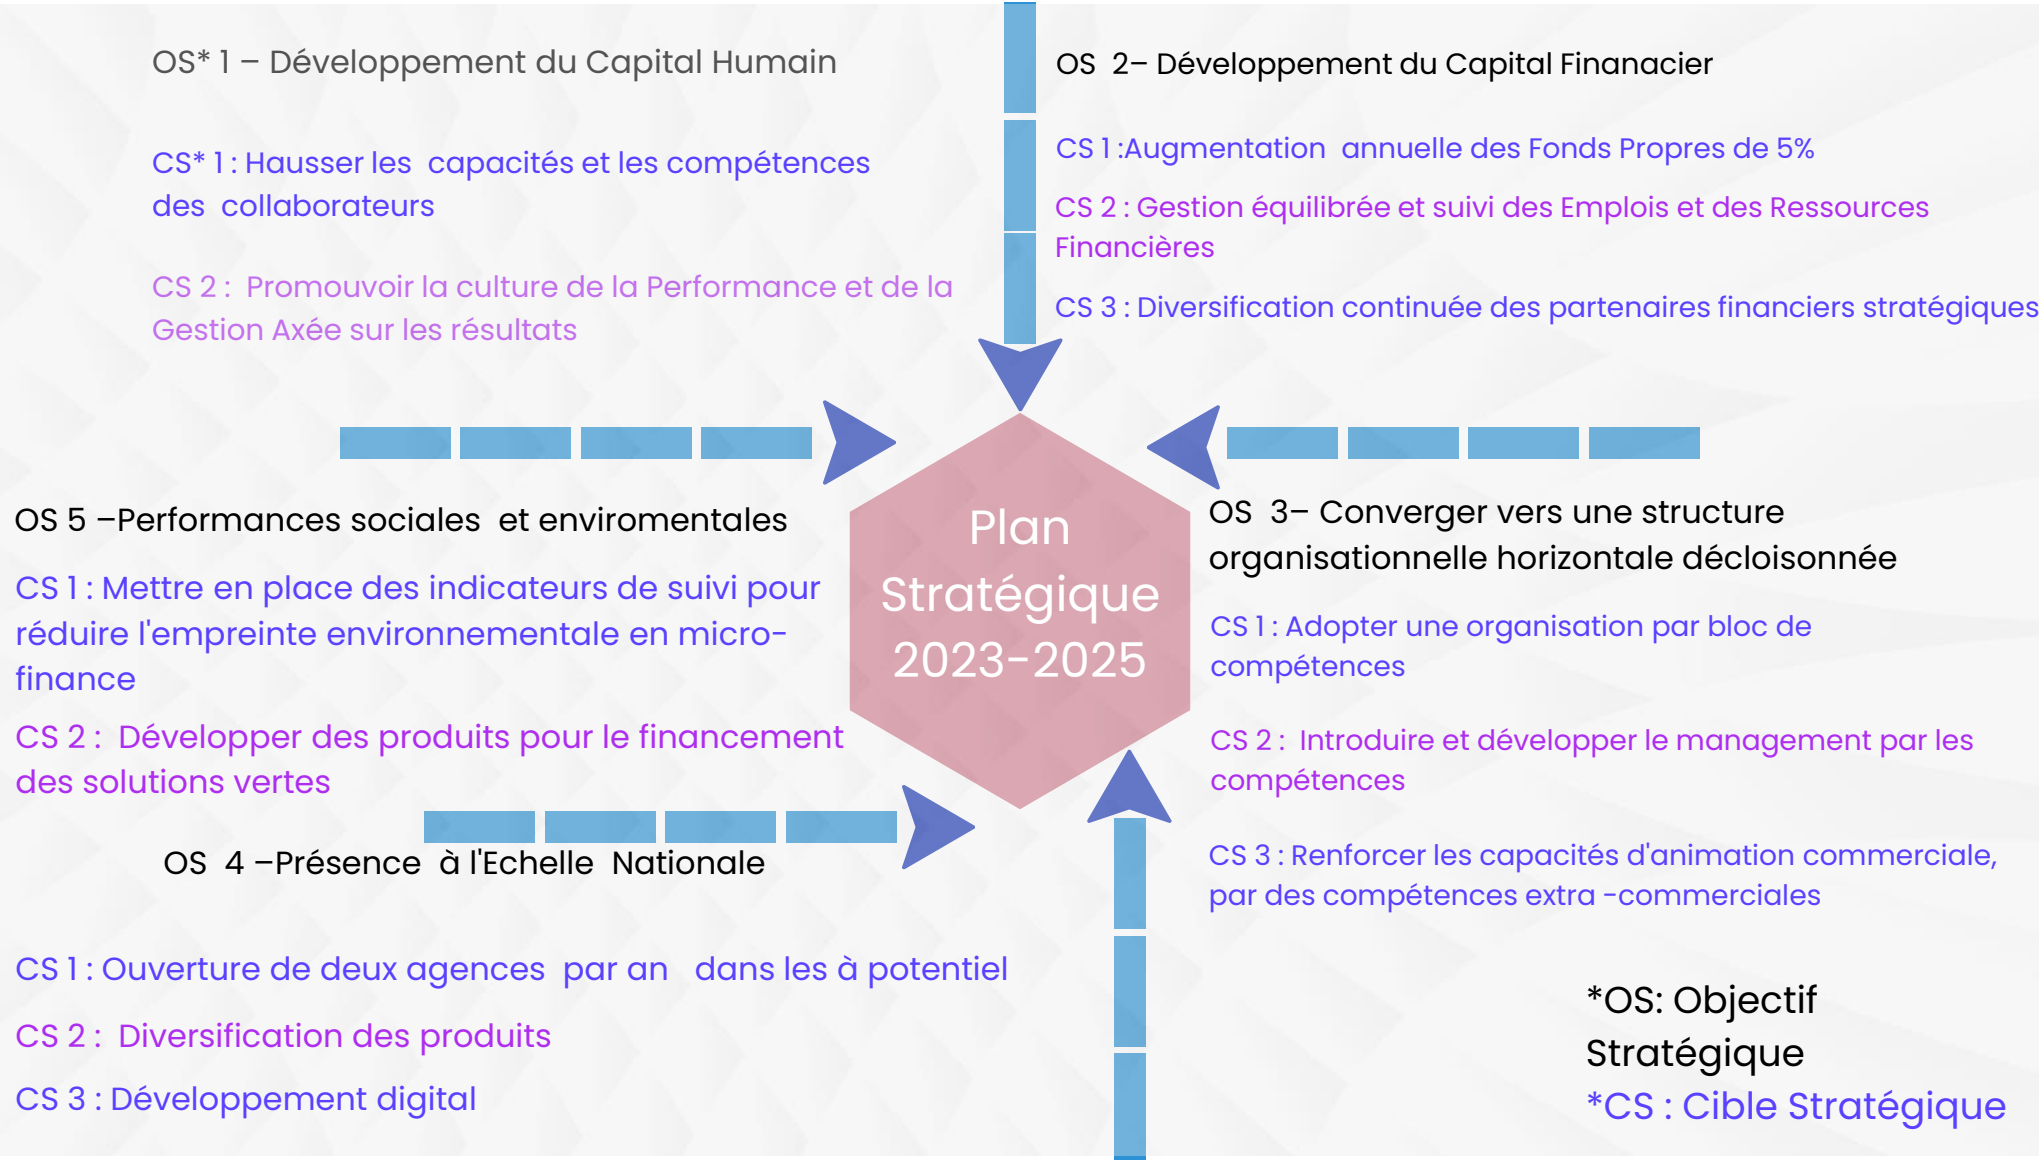 OS* 1 – Développement du Capital Humain
CS* 1 : Hausser les capacités et les compétences
des collaborateurs
CS 2 : Promouvoir la culture de la Performance et de la
Gestion Axée sur les résultats
OS 2– Développement du Capital Finanacier
CS 1 :Augmentation annuelle des Fonds Propres de 5%
CS 2 : Gestion équilibrée et suivi des Emplois et des Ressources
Financières
CS 3 : Diversification continuée des partenaires financiers stratégiques
Plan
Stratégique
2023-2025
OS 5 –Performances sociales et enviromentales
CS 1 : Mettre en place des indicateurs de suivi pour
réduire l'empreinte environnementale en micro-
finance
CS 2 : Développer des produits pour le financement
des solutions vertes
OS 3– Converger vers une structure
organisationnelle horizontale décloisonnée
CS 1 : Adopter une organisation par bloc de
compétences
CS 2 : Introduire et développer le management par les
compétences
CS 3 : Renforcer les capacités d'animation commerciale,
par des compétences extra -commerciales
OS 4 –Présence à l'Echelle Nationale
CS 1 : Ouverture de deux agences par an dans les à potentiel
CS 2 : Diversification des produits
CS 3 : Développement digital
*OS: Objectif
Stratégique
*CS : Cible Stratégique